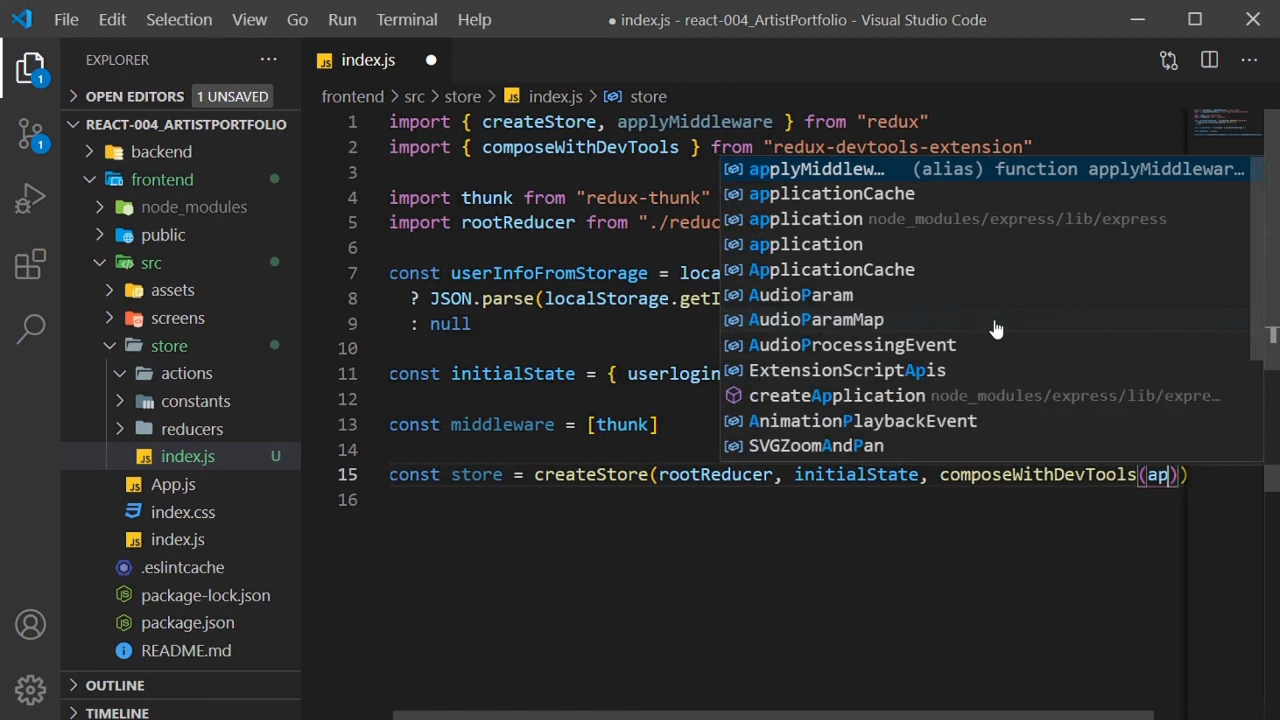 File Edit Selection View Go Run Terminal Help
● index.js - react-004_ArtistPortfolio - Visual Studio Code
EXPLORER
OPEN EDITORS 1 UNSAVED
REACT-004_ARTISTPORTFOLIO
backend
frontend
node_modules
public
src
assets
screens
store
actions
constants
reducers
index.js U
App.js
index.css
index.js
.eslintcache
package-lock.json
package.json
README.md
OUTLINE
TIMELINE
1
1
JS index.js
frontend > src > store > JS index.js > store
1 import { createStore, applyMiddleware } from "redux"
2 import { composeWithDevTools } from "redux-devtools-extension"
3
4 import thunk from "redux-thunk"
5 import rootReducer from "./reduc
6
7 const userInfoFromStorage = loca
8 ? JSON.parse(localStorage.getI
9 : null
10
11 const initialState = { userlogin
12
13 const middleware = [thunk]
14
15 const store = createStore(rootReducer, initialState, composeWithDevTools(ap))
16
applyMiddlew… (alias) function applyMiddlewar…
applicationCache
application node_modules/express/lib/express
application
ApplicationCache
AudioParam
AudioParamMap
AudioProcessingEvent
ExtensionScriptApis
createApplication node_modules/express/lib/expre…
AnimationPlaybackEvent
SVGZoomAndPan